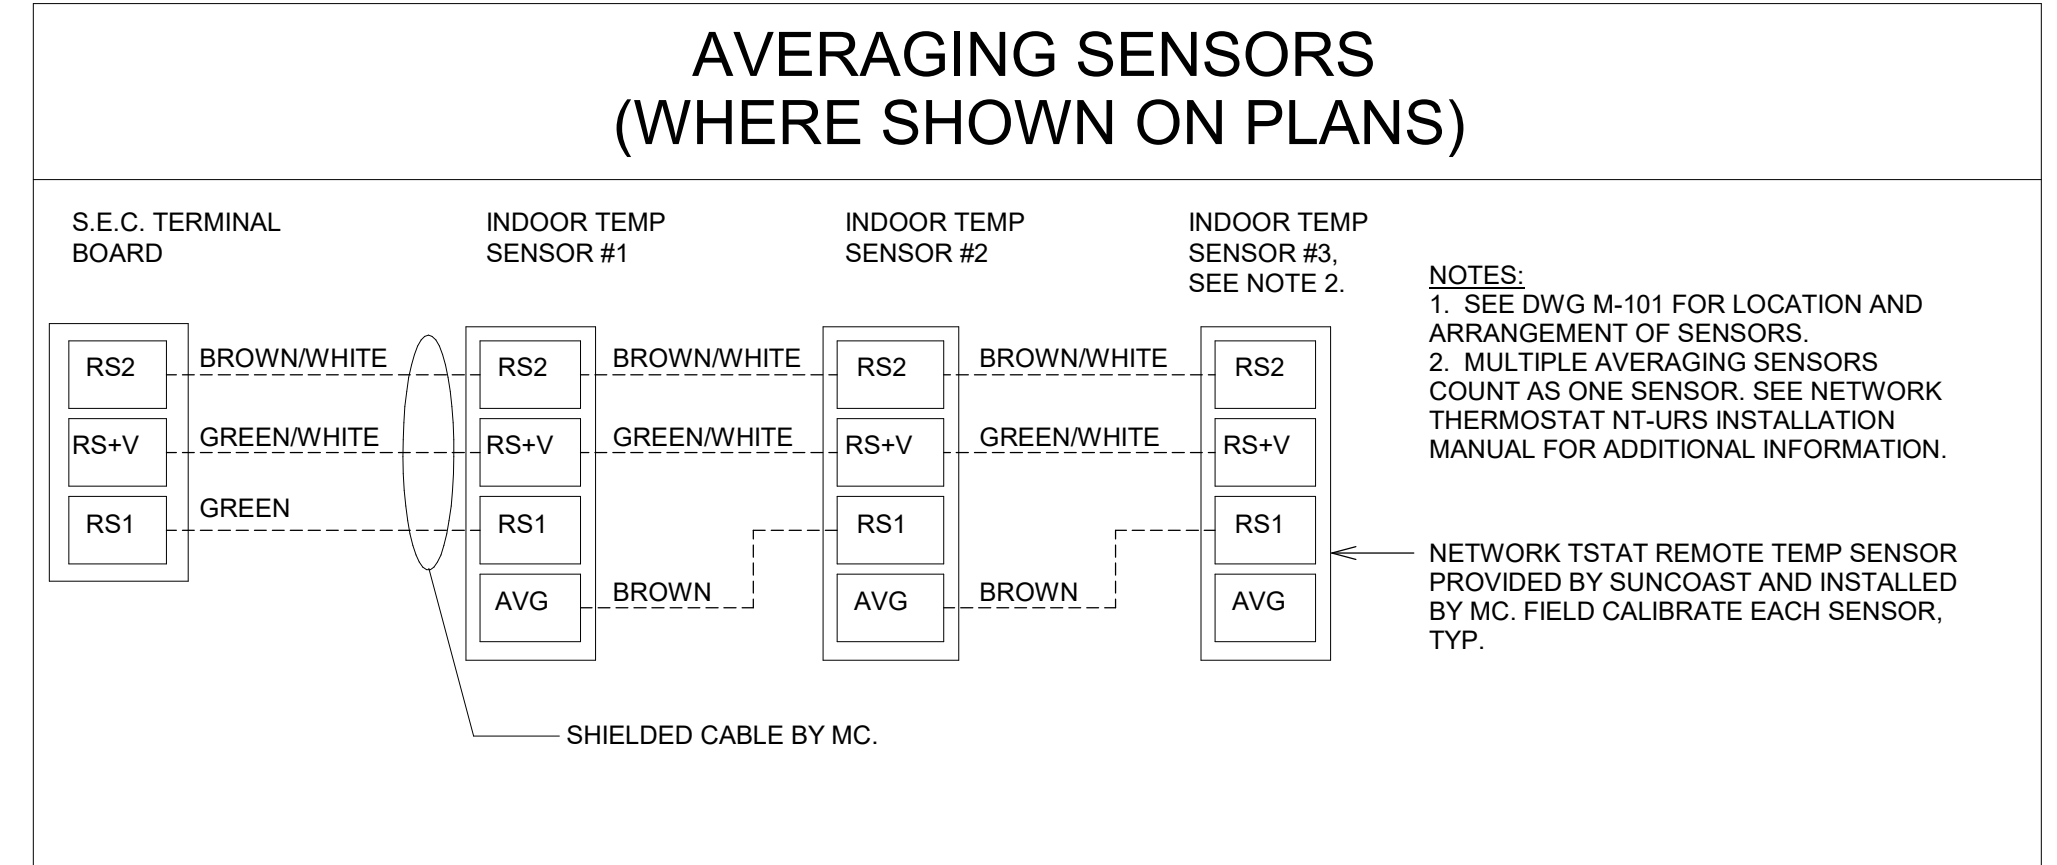 AVERAGING SENSORS
(WHERE SHOWN ON PLANS)
S.E.C. TERMINAL
BOARD
INDOOR TEMP
SENSOR #1
INDOOR TEMP
SENSOR #2
INDOOR TEMP
SENSOR #3,
SEE NOTE 2.
RS2
BROWN/WHITE
RS2
BROWN/WHITE
RS2
BROWN/WHITE
RS2
RS+V
GREEN/WHITE
RS+V
GREEN/WHITE
RS+V
GREEN/WHITE
RS+V
RS1
GREEN
RS1
RS1
RS1
AVG
BROWN
AVG
BROWN
AVG
SHIELDED CABLE BY MC.
NOTES:
1. SEE DWG M-101 FOR LOCATION AND
ARRANGEMENT OF SENSORS.
2. MULTIPLE AVERAGING SENSORS
COUNT AS ONE SENSOR. SEE NETWORK
THERMOSTAT NT-URS INSTALLATION
MANUAL FOR ADDITIONAL INFORMATION.
NETWORK TSTAT REMOTE TEMP SENSOR
PROVIDED BY SUNCOAST AND INSTALLED
BY MC. FIELD CALIBRATE EACH SENSOR,
TYP.